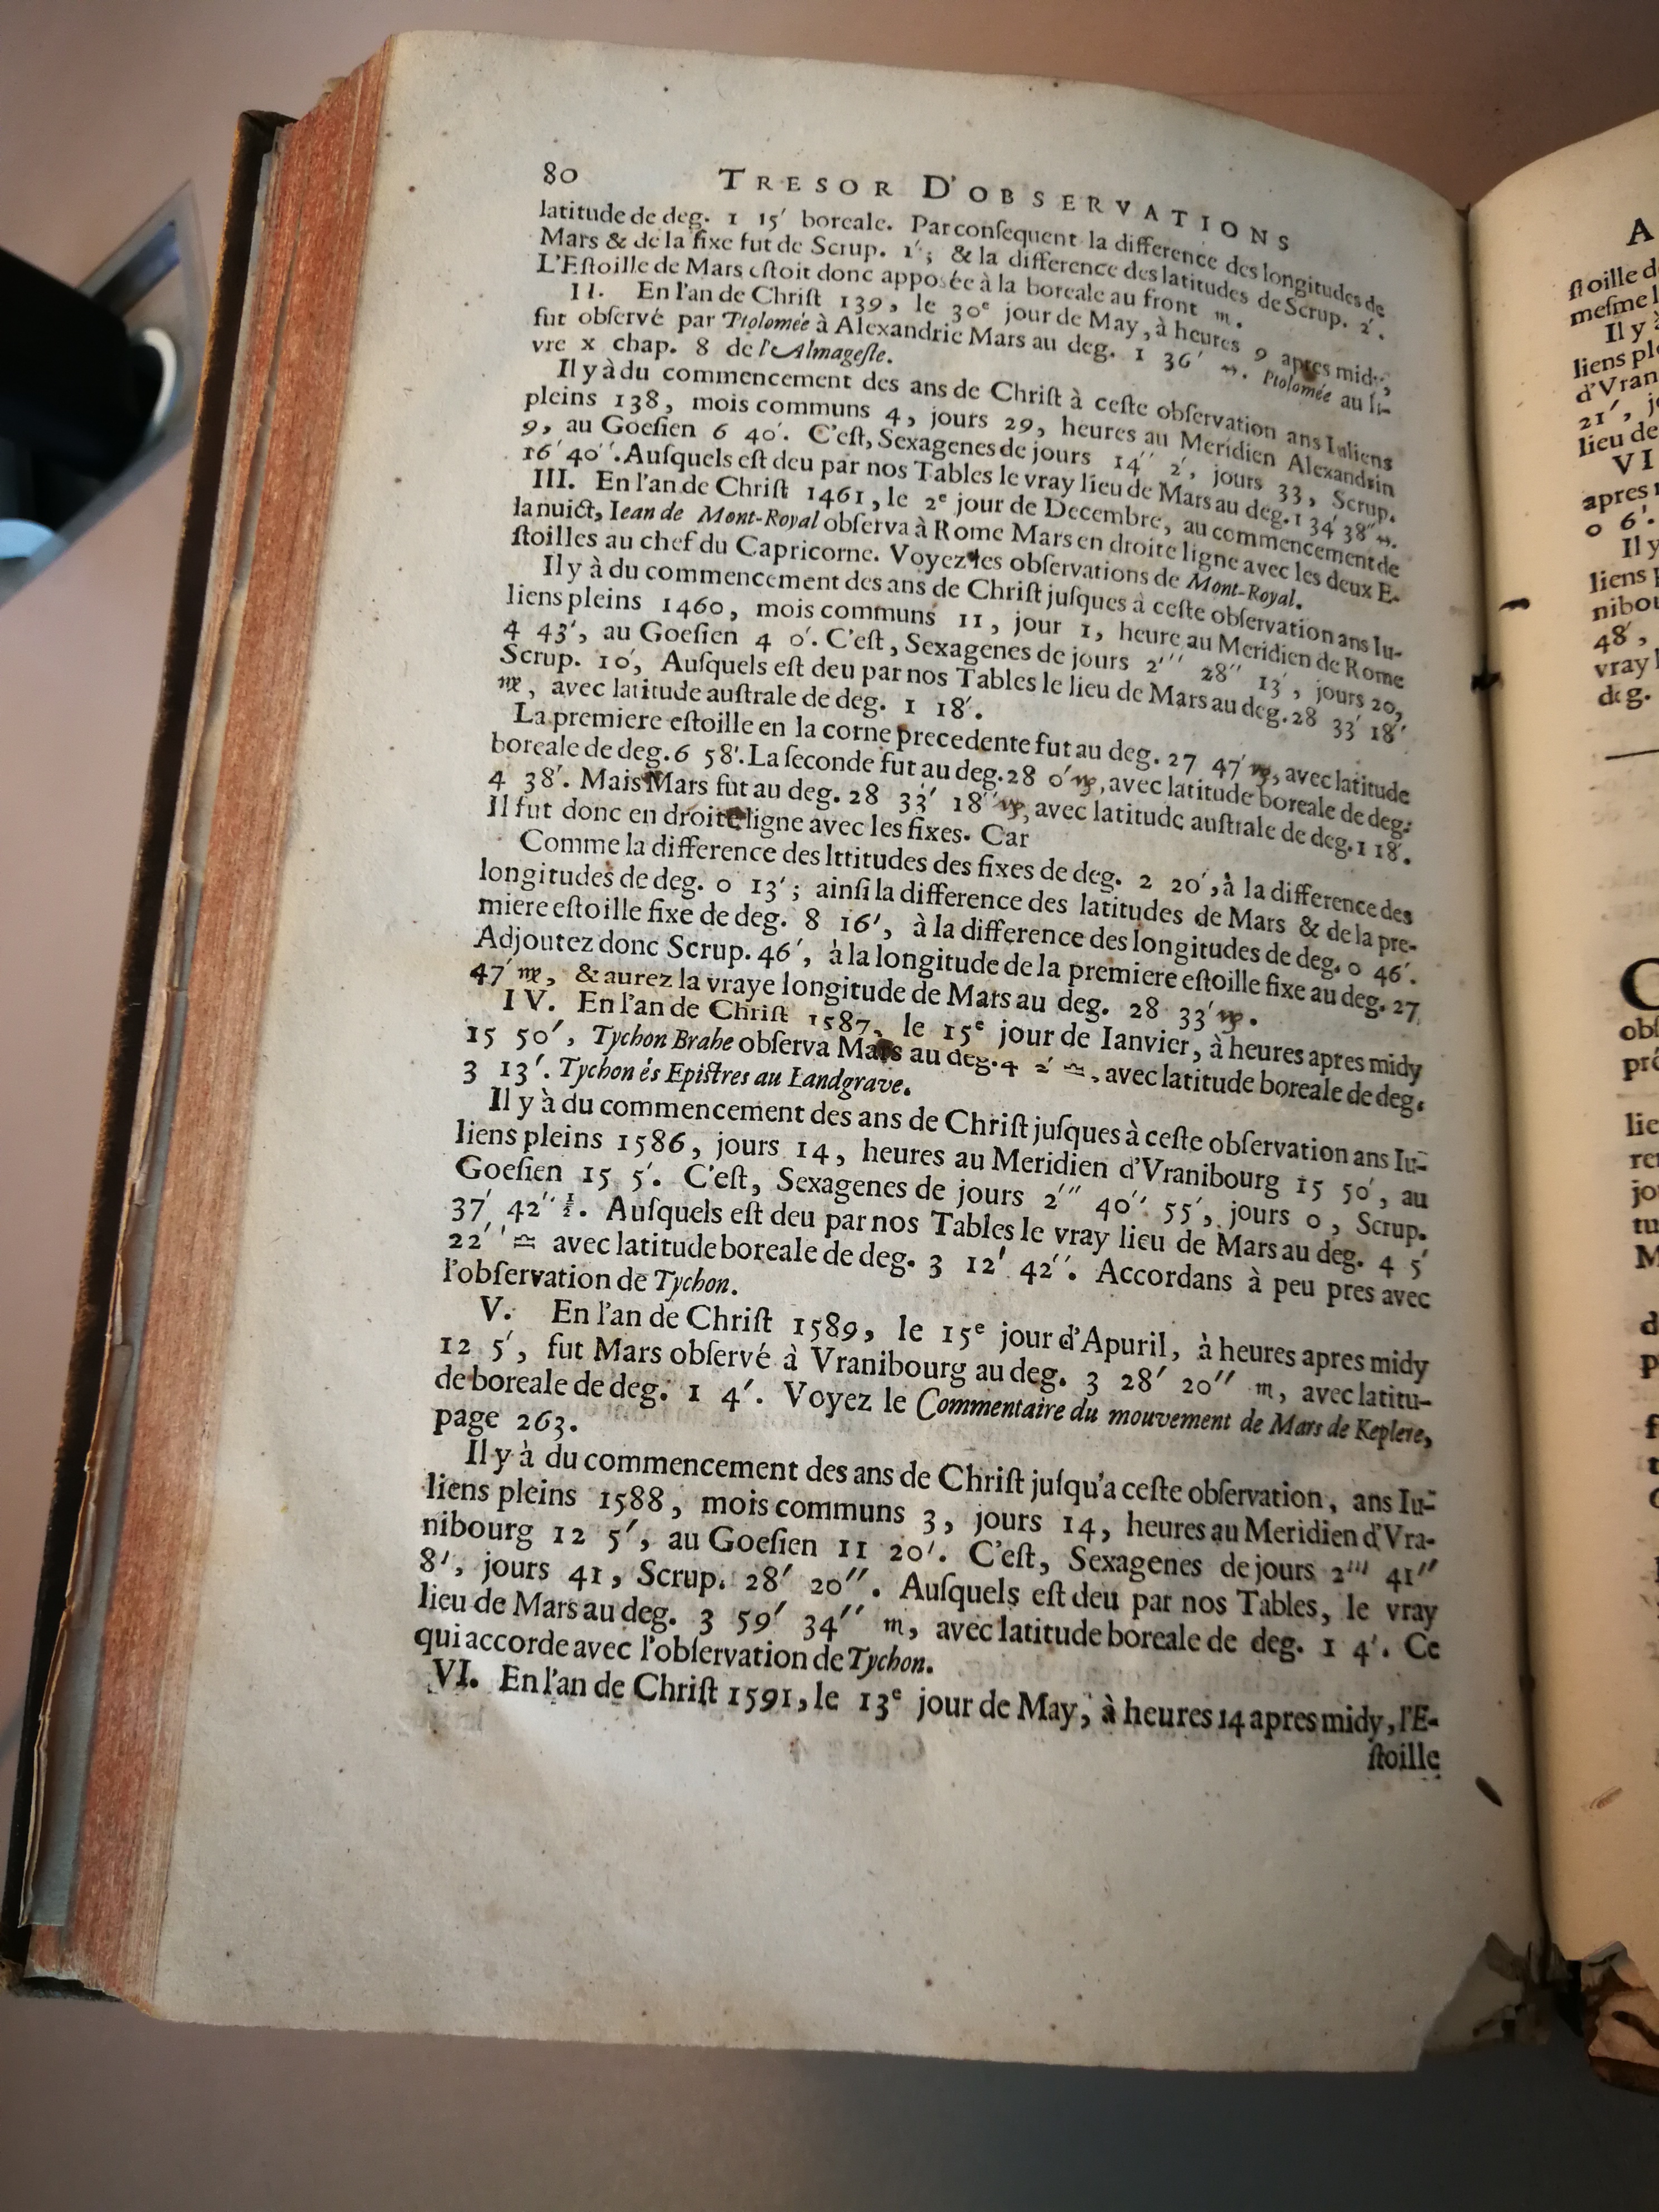 80 TRESOR D'OBSERVATIONS
latitude de deg. 1 15′ boreale. Par conſequent la difference des longitudes de
Mars & de la fixe fut de Scrup. 1′; & la difference des latitudes de Scrup. 2′.
L'Eſtoille de Mars eſtoit donc apposée à la boreale au front ♏.
II. En l'an de Chriſt 139, le 30e jour de May, à heures 9 apres midy,
fut obſervé par Ptolomée à Alexandrie Mars au deg. 1 36′ ♐. Ptolomée au li-
vre x chap. 8 de l'Almageſte.
Il y à du commencement des ans de Chriſt à ceſte obſervation ans Iuliens
pleins 138, mois communs 4, jours 29, heures au Meridien Alexandrin
9, au Goeſien 6 40′. C'eſt, Sexagenes de jours 14′′ 2′, jours 33, Scrup.
16′ 40′′. Auſquels eſt deu par nos Tables le vray lieu de Mars au deg. 1 34′ 38′′ ♐.
III. En l'an de Chriſt 1461, le 2e jour de Decembre, au commencement de
la nuict, Iean de Mont-Royal obſerva à Rome Mars en droite ligne avec les deux E-
ſtoilles au chef du Capricorne. Voyez les obſervations de Mont-Royal.
Il y à du commencement des ans de Chriſt juſques à ceſte obſervation ans Iu-
liens pleins 1460, mois communs 11, jour 1, heure au Meridien de Rome
4 43′, au Goeſien 4 0′. C'eſt, Sexagenes de jours 2′′′ 28′′ 13′, jours 20,
Scrup. 10′, Auſquels eſt deu par nos Tables le lieu de Mars au deg. 28 33′ 18′′
♑, avec latitude auſtrale de deg. 1 18′.
La premiere eſtoille en la corne precedente fut au deg. 27 47′ ♑, avec latitude
boreale de deg. 6 58′. La ſeconde fut au deg. 28 0′ ♑, avec latitude boreale de deg.
4 38′. Mais Mars fut au deg. 28 33′ 18′′ ♑, avec latitude auſtrale de deg. 1 18′.
Il fut donc en droite ligne avec les fixes. Car
Comme la difference des lttitudes des fixes de deg. 2 20′, à la difference des
longitudes de deg. 0 13′; ainſi la difference des latitudes de Mars & de la pre-
miere eſtoille fixe de deg. 8 16′, à la difference des longitudes de deg. 0 46′.
Adjoutez donc Scrup. 46′, à la longitude de la premiere eſtoille fixe au deg. 27
47′ ♑, & aurez la vraye longitude de Mars au deg. 28 33′ ♑.
IV. En l'an de Chriſt 1587, le 15e jour de Ianvier, à heures apres midy
15 50′, Tychon Brahe obſerva Mars au deg. 4 2′ ♎, avec latitude boreale de deg.
3 13′. Tychon és Epiſtres au Landgrave.
Il y à du commencement des ans de Chriſt juſques à ceſte obſervation ans Iu-
liens pleins 1586, jours 14, heures au Meridien d'Vranibourg 15 50′, au
Goeſien 15 5′. C'eſt, Sexagenes de jours 2′′′ 40′′ 55′, jours 0, Scrup.
37′ 42′′ ½. Auſquels eſt deu par nos Tables le vray lieu de Mars au deg. 4 5′
22′′ ♎ avec latitude boreale de deg. 3 12′ 42′′. Accordans à peu pres avec
l'obſervation de Tychon.
V. En l'an de Chriſt 1589, le 15e jour d'Apuril, à heures apres midy
12 5′, fut Mars obſervé à Vranibourg au deg. 3 28′ 20′′ ♏, avec latitu-
de boreale de deg. 1 4′. Voyez le Commentaire du mouvement de Mars de Keplere,
page 263.
Il y à du commencement des ans de Chriſt juſqu'a ceſte obſervation, ans Iu-
liens pleins 1588, mois communs 3, jours 14, heures au Meridien d'Vra-
nibourg 12 5′, au Goeſien 11 20′. C'eſt, Sexagenes de jours 2′′′ 41′′
8′, jours 41, Scrup. 28′ 20′′. Auſquels eſt deu par nos Tables, le vray
lieu de Mars au deg. 3 59′ 34′′ ♏, avec latitude boreale de deg. 1 4′. Ce
qui accorde avec l'obſervation de Tychon.
VI. En l'an de Chriſt 1591, le 13e jour de May, à heures 14 apres midy, l'E-
ſtoille
A
ſtoille d
meſme l
Il y à
liens pl
d'Vran
21′, j
lieu de
VI
apres
0 6′.
Il y
liens
nibou
48′,
vray
deg.
C
obſ
pré
lie
re
jo
tu
M
d
p
f